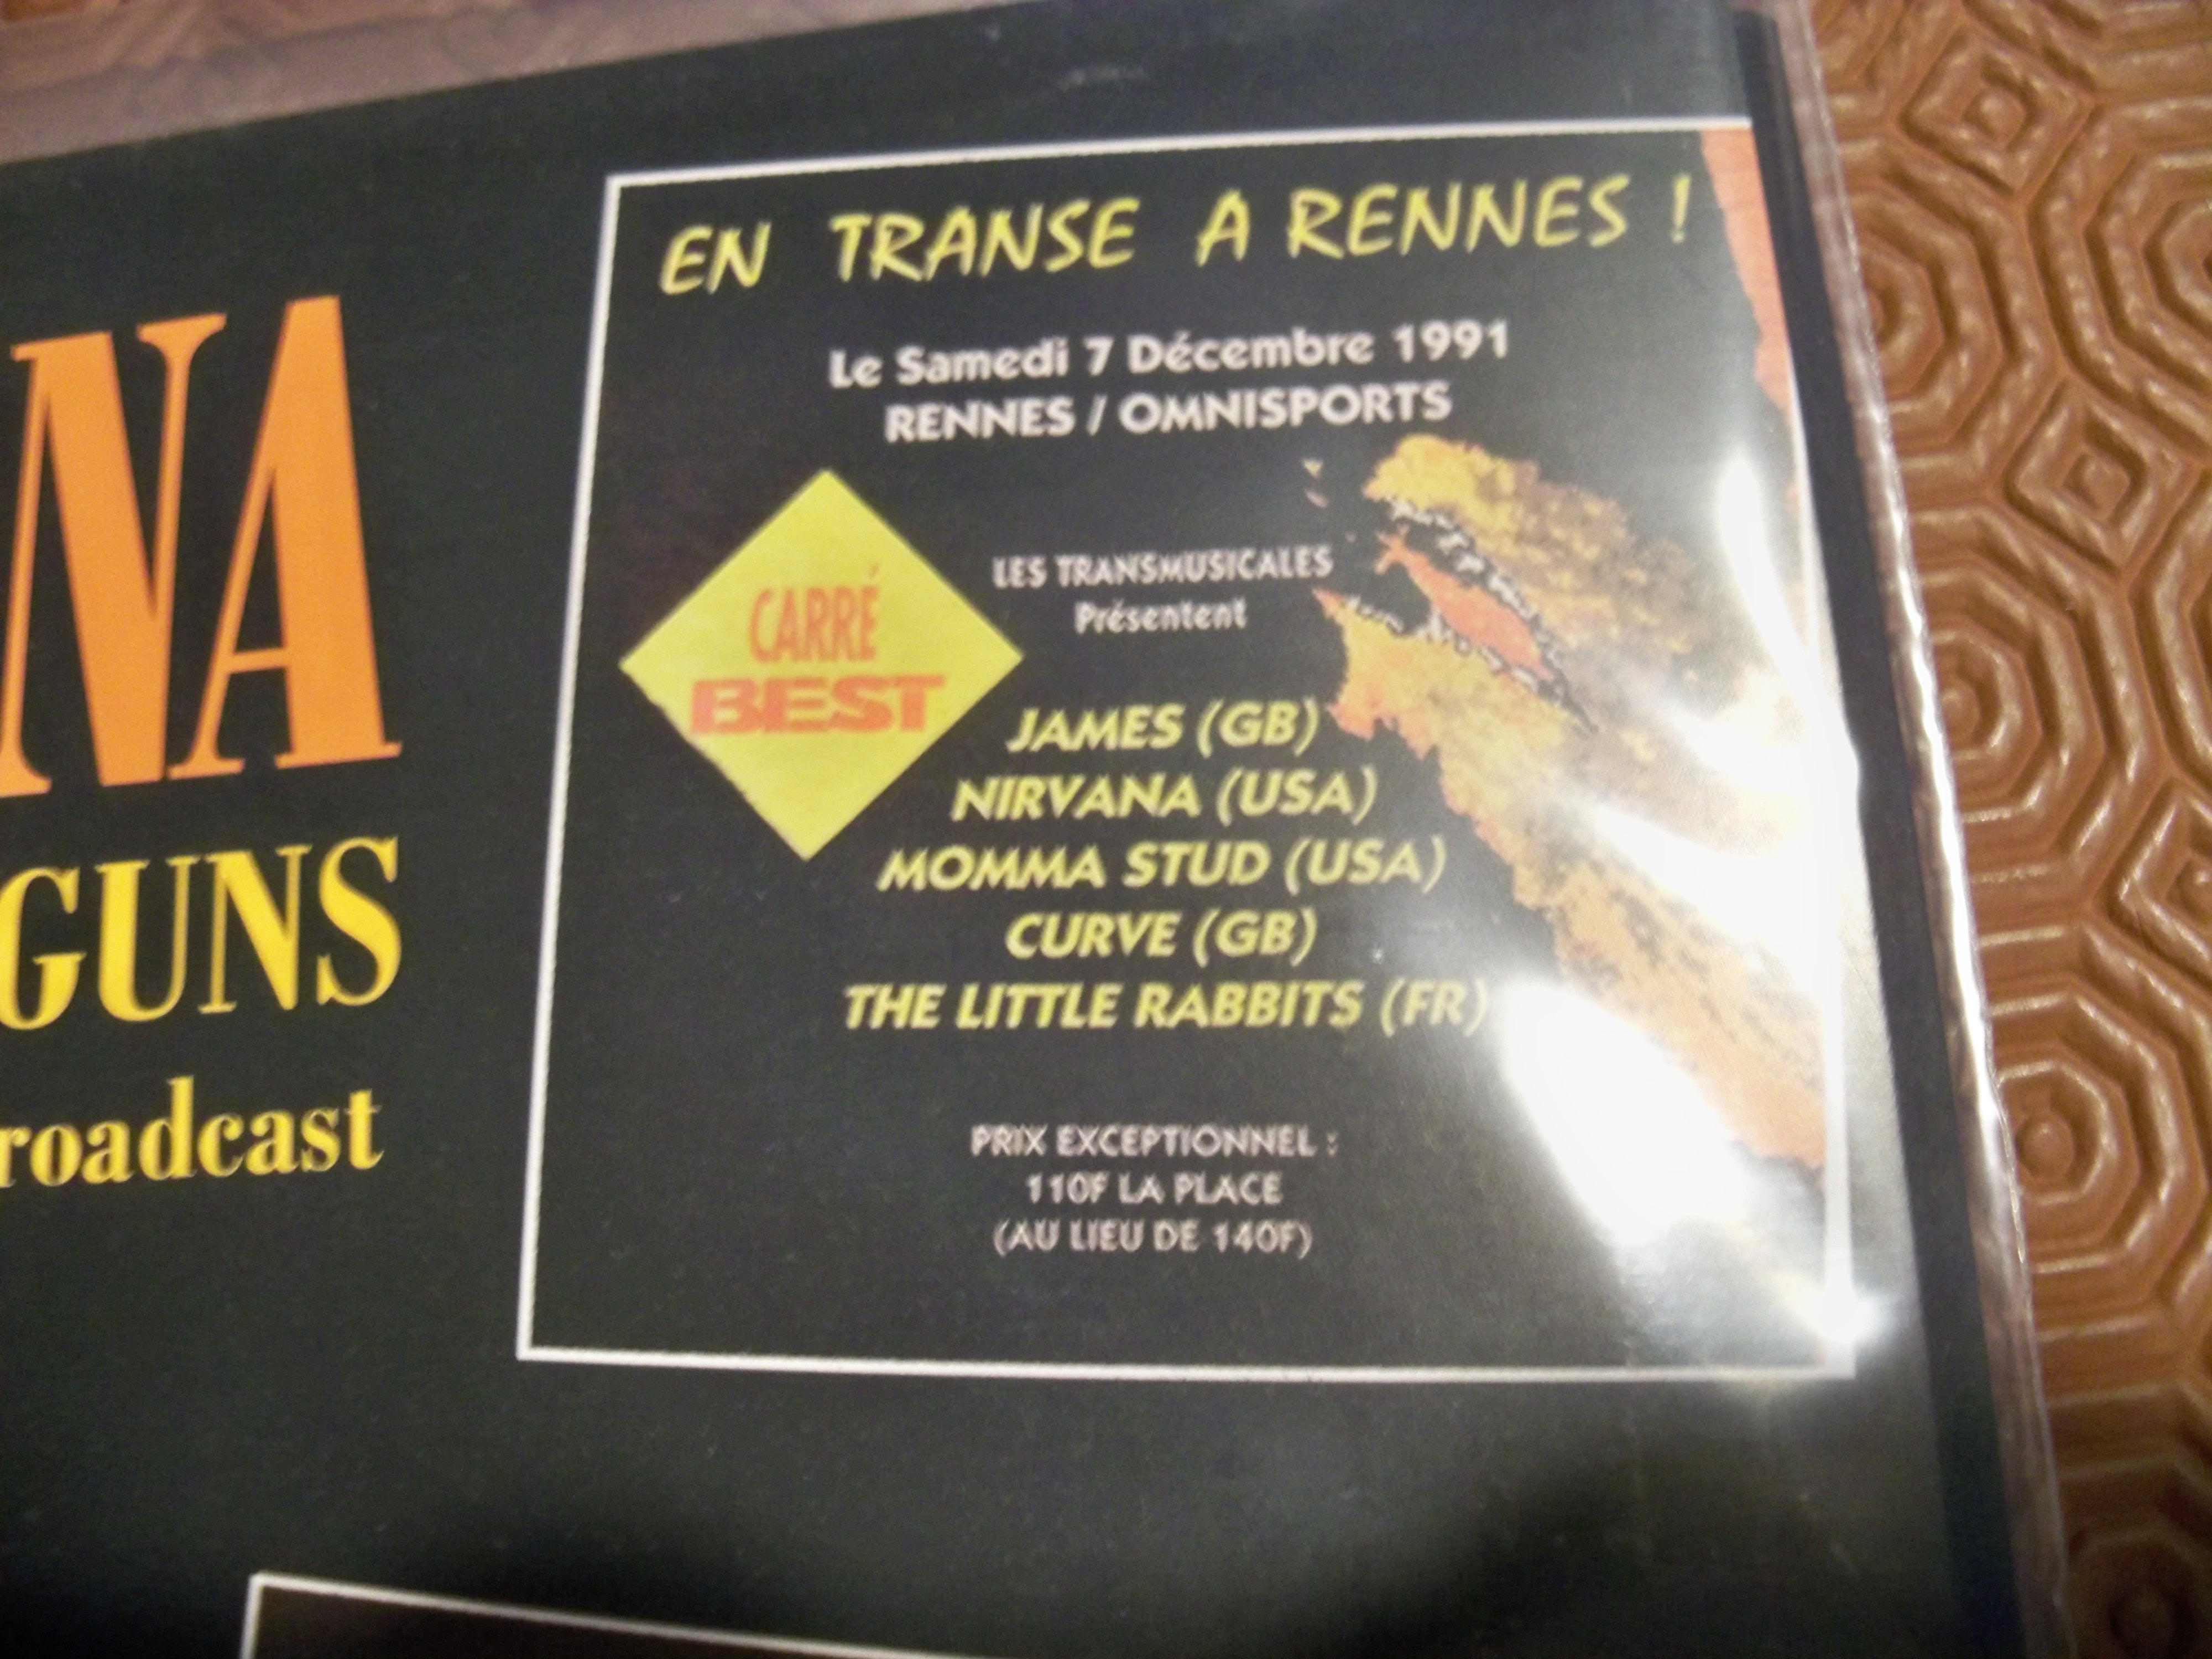 NA
GUNS
roadcast
EN TRANSE A RENNES !
Le Samedi 7 Décembre 1991
RENNES / OMNISPORTS
CARRÉ
BEST
LES TRANSMUSICALES
Présentent
JAMES (GB)
NIRVANA (USA)
MOMMA STUD (USA)
CURVE (GB)
THE LITTLE RABBITS (FR)
PRIX EXCEPTIONNEL :
110F LA PLACE
(AU LIEU DE 140F)